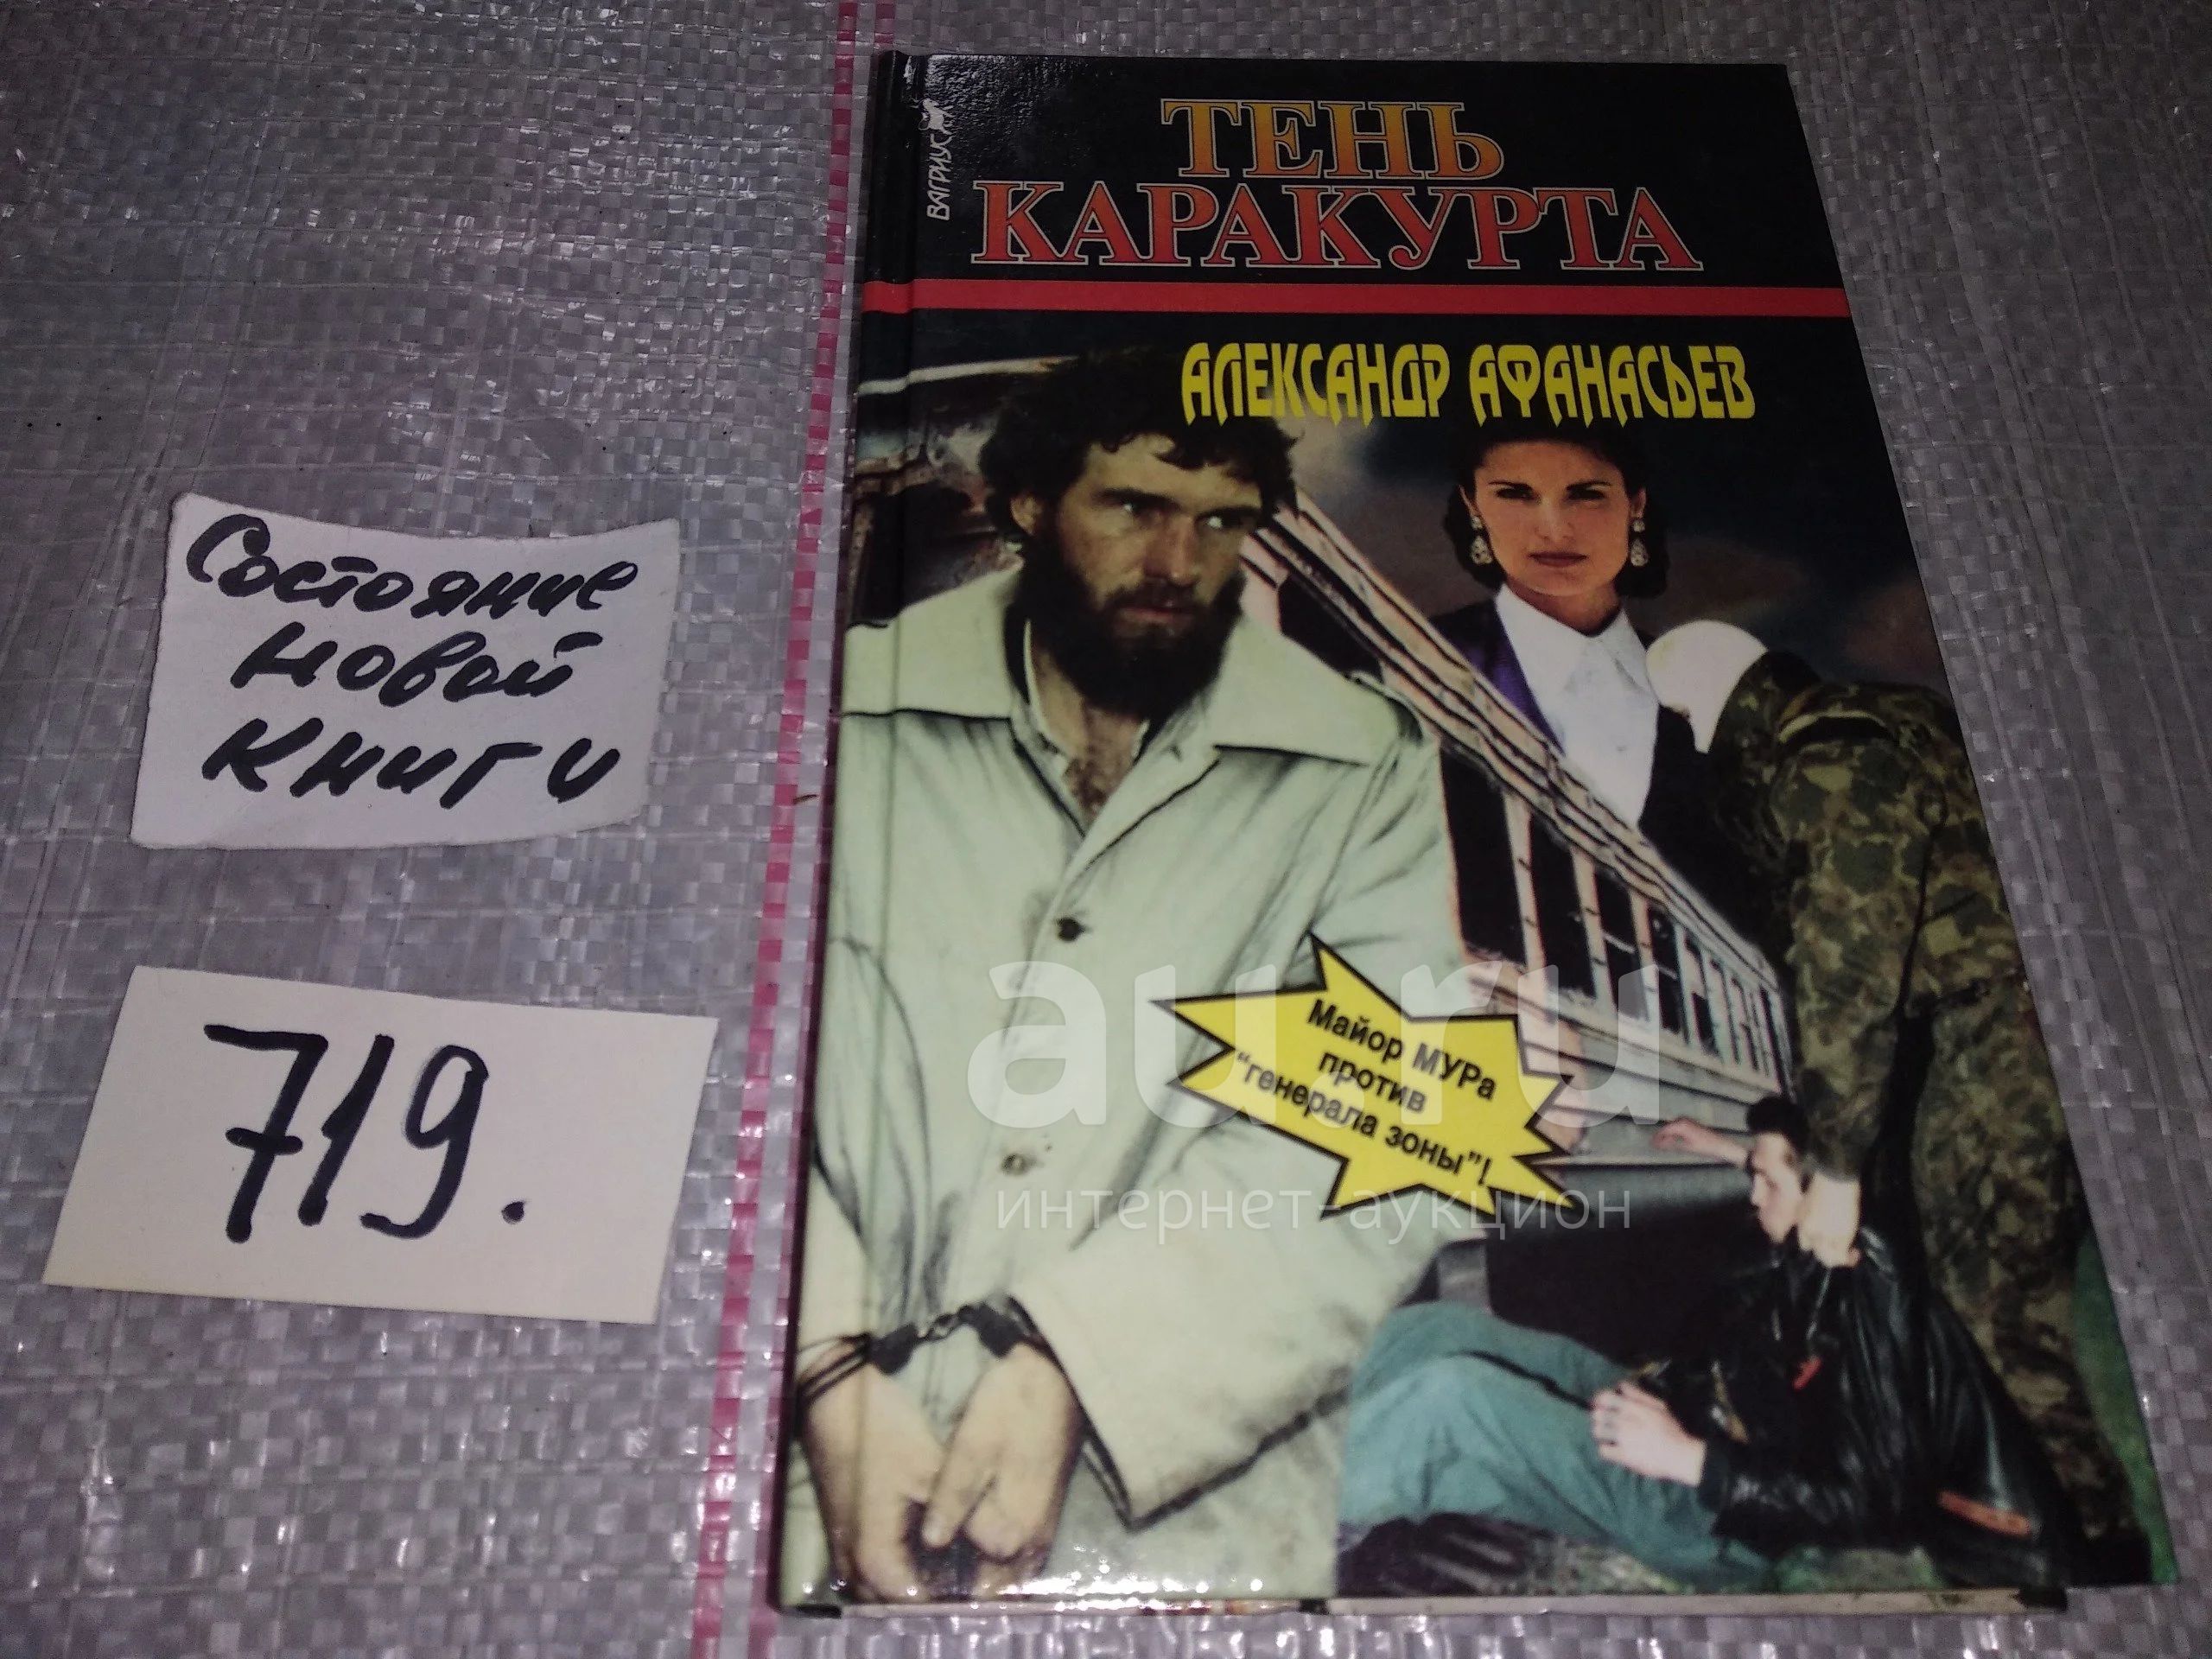 ВАГРИУС
ТЕНЬ
КАРАКУРТА
АЛЕКСАНДР АФАНАСЬЕВ
Состояние
новой
книги
719.
Майор МУРа
против
"генерала зоны"!
au.ru
интернет-аукцион